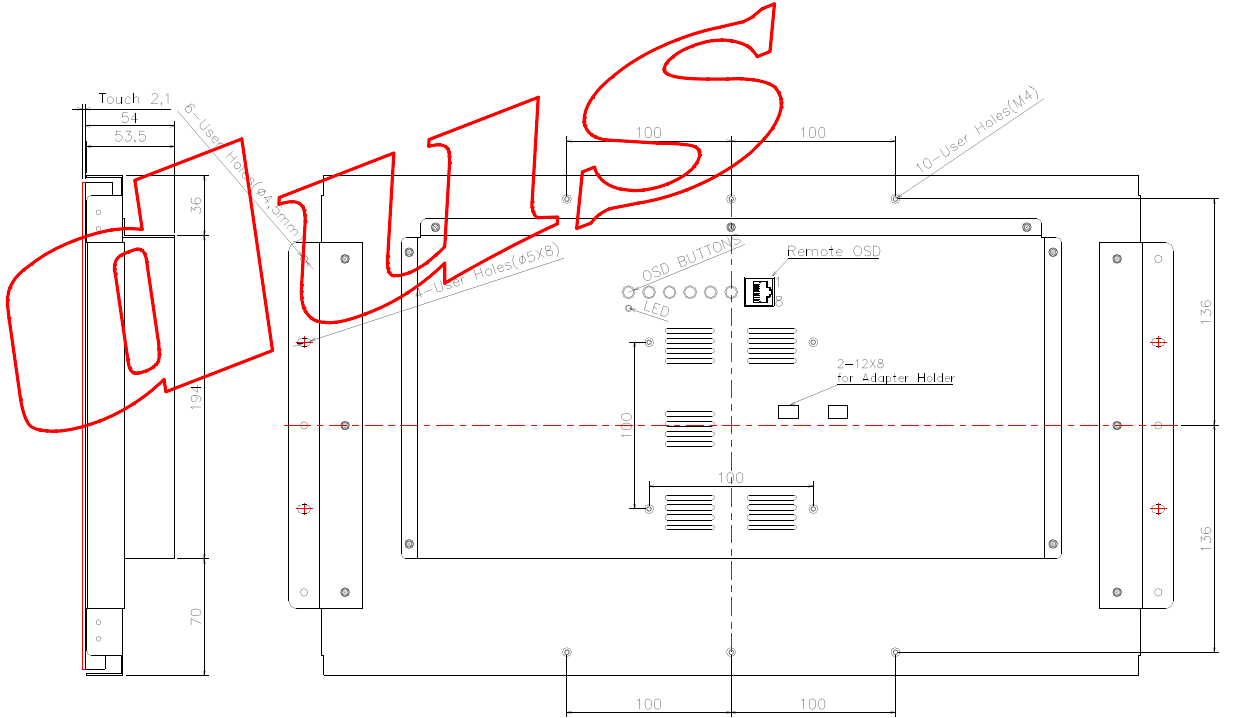 Touch 2,1
54
53,5
6-User Holes(ø4,5mm)
36
194
70
100
100
10-User Holes(M4)
4-User Holes(ø5X8)
OSD BUTTONS
LED
Remote OSD
1
8
2-12X8
for Adapter Holder
100
100
136
136
100
100